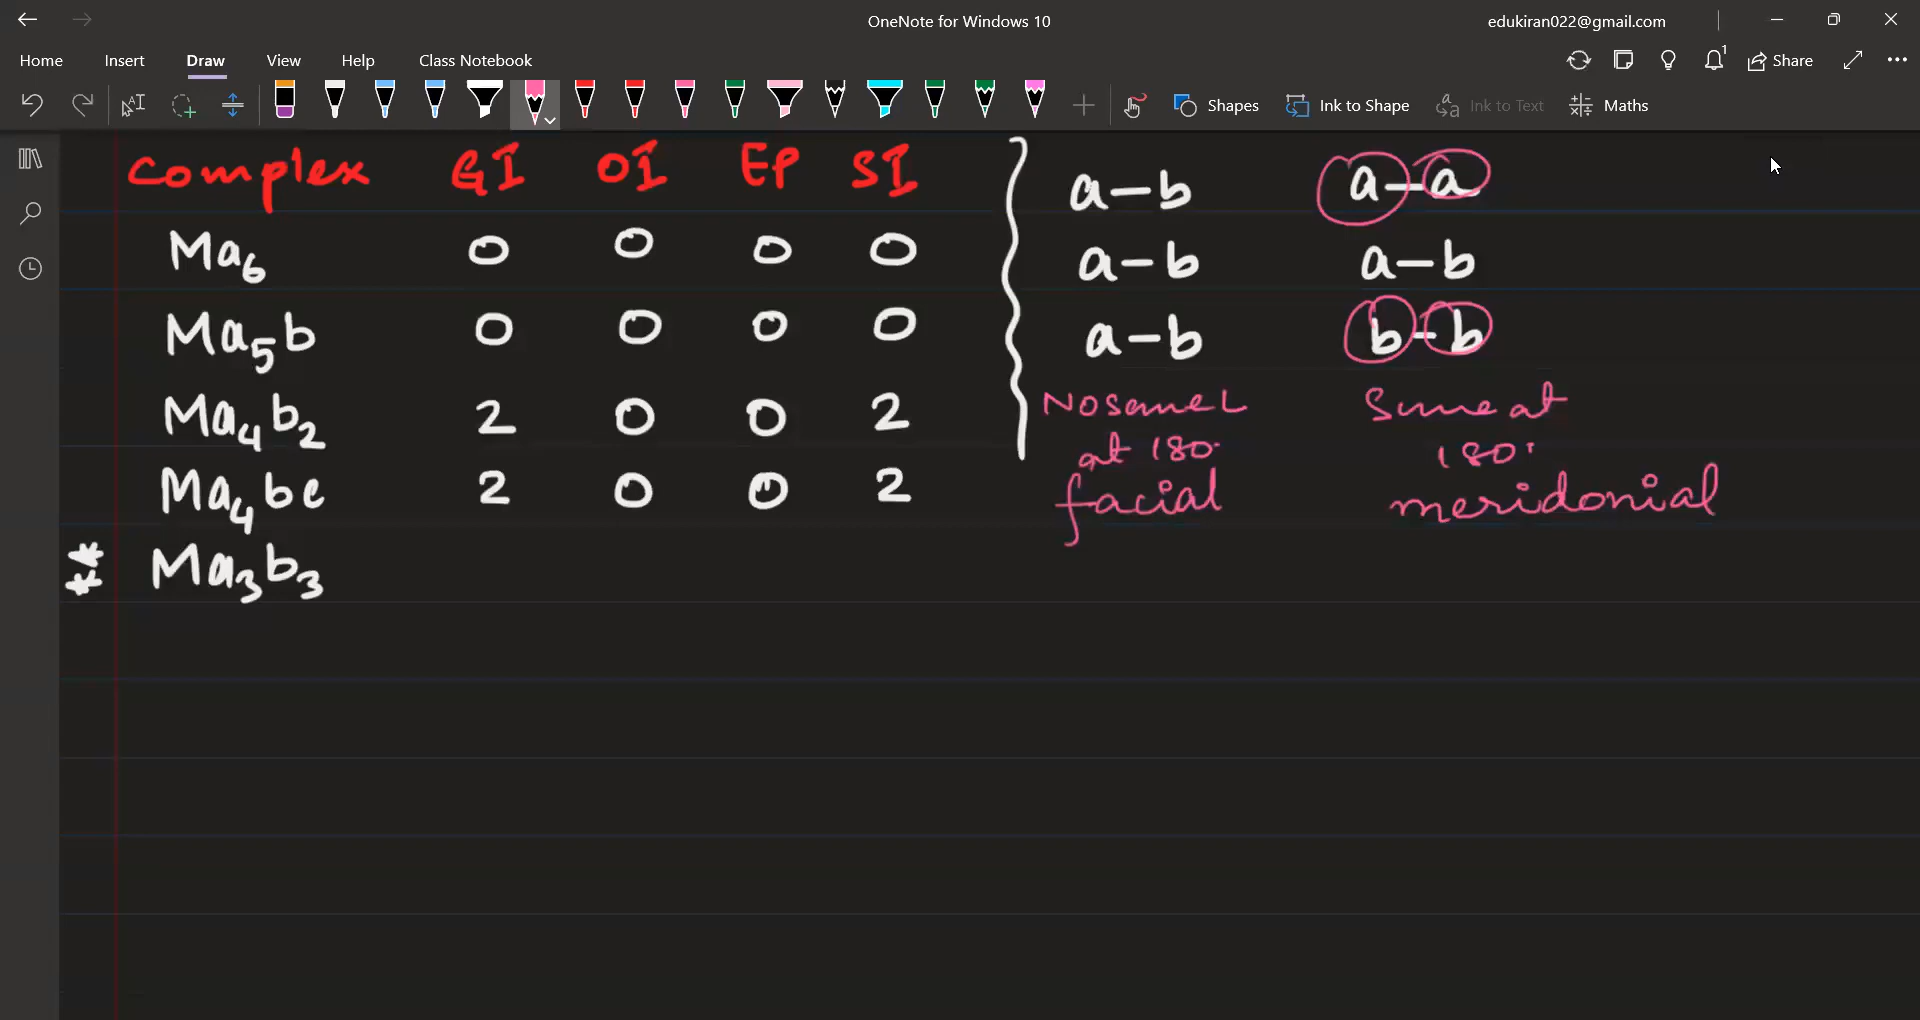 OneNote for Windows 10
edukiran022@gmail.com
Home Insert Draw View Help Class Notebook
1
Share
Shapes Ink to Shape Ink to Text Maths
Complex GI OI EP SI
Ma6 0 0 0 0
Ma5b 0 0 0 0
Ma4b2 2 0 0 2
Ma4bc 2 0 0 2
** Ma3b3
a-b a-a
a-b a-b
a-b b-b
No same L Same at
at 180° 180°
facial meridonial